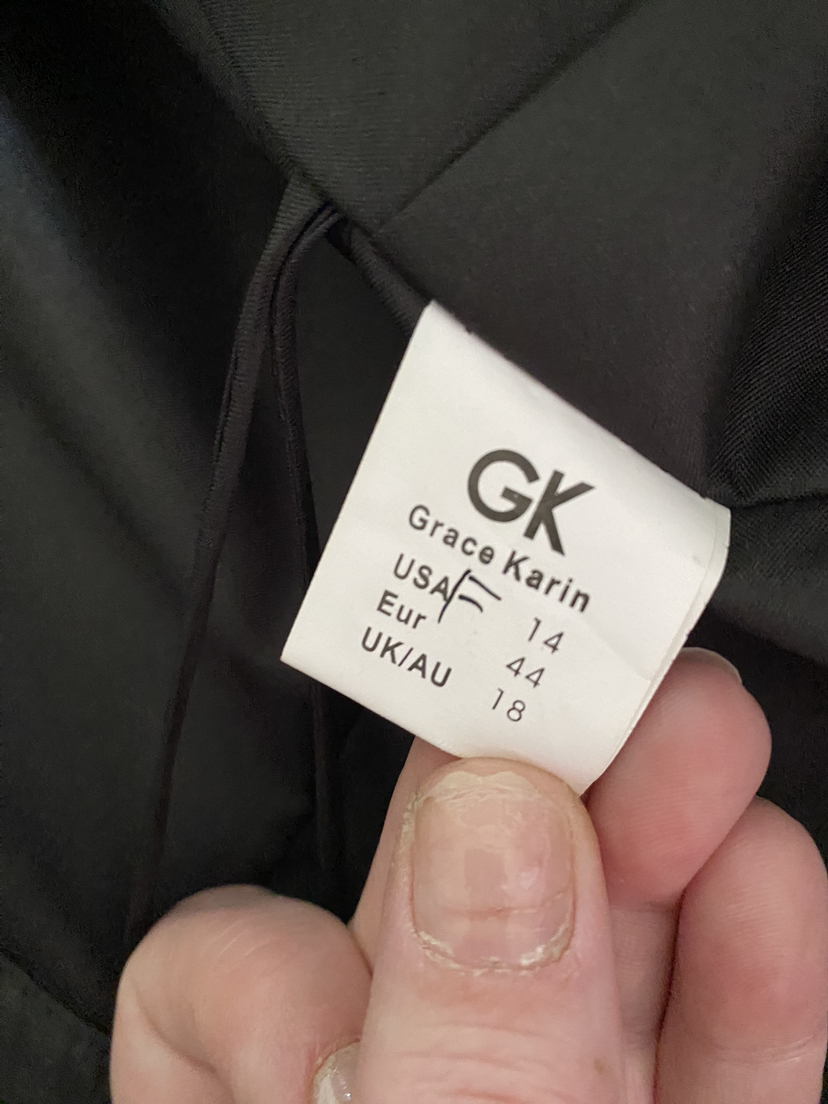 GK
Grace Karin
USA 14
Eur 44
UK/AU 18